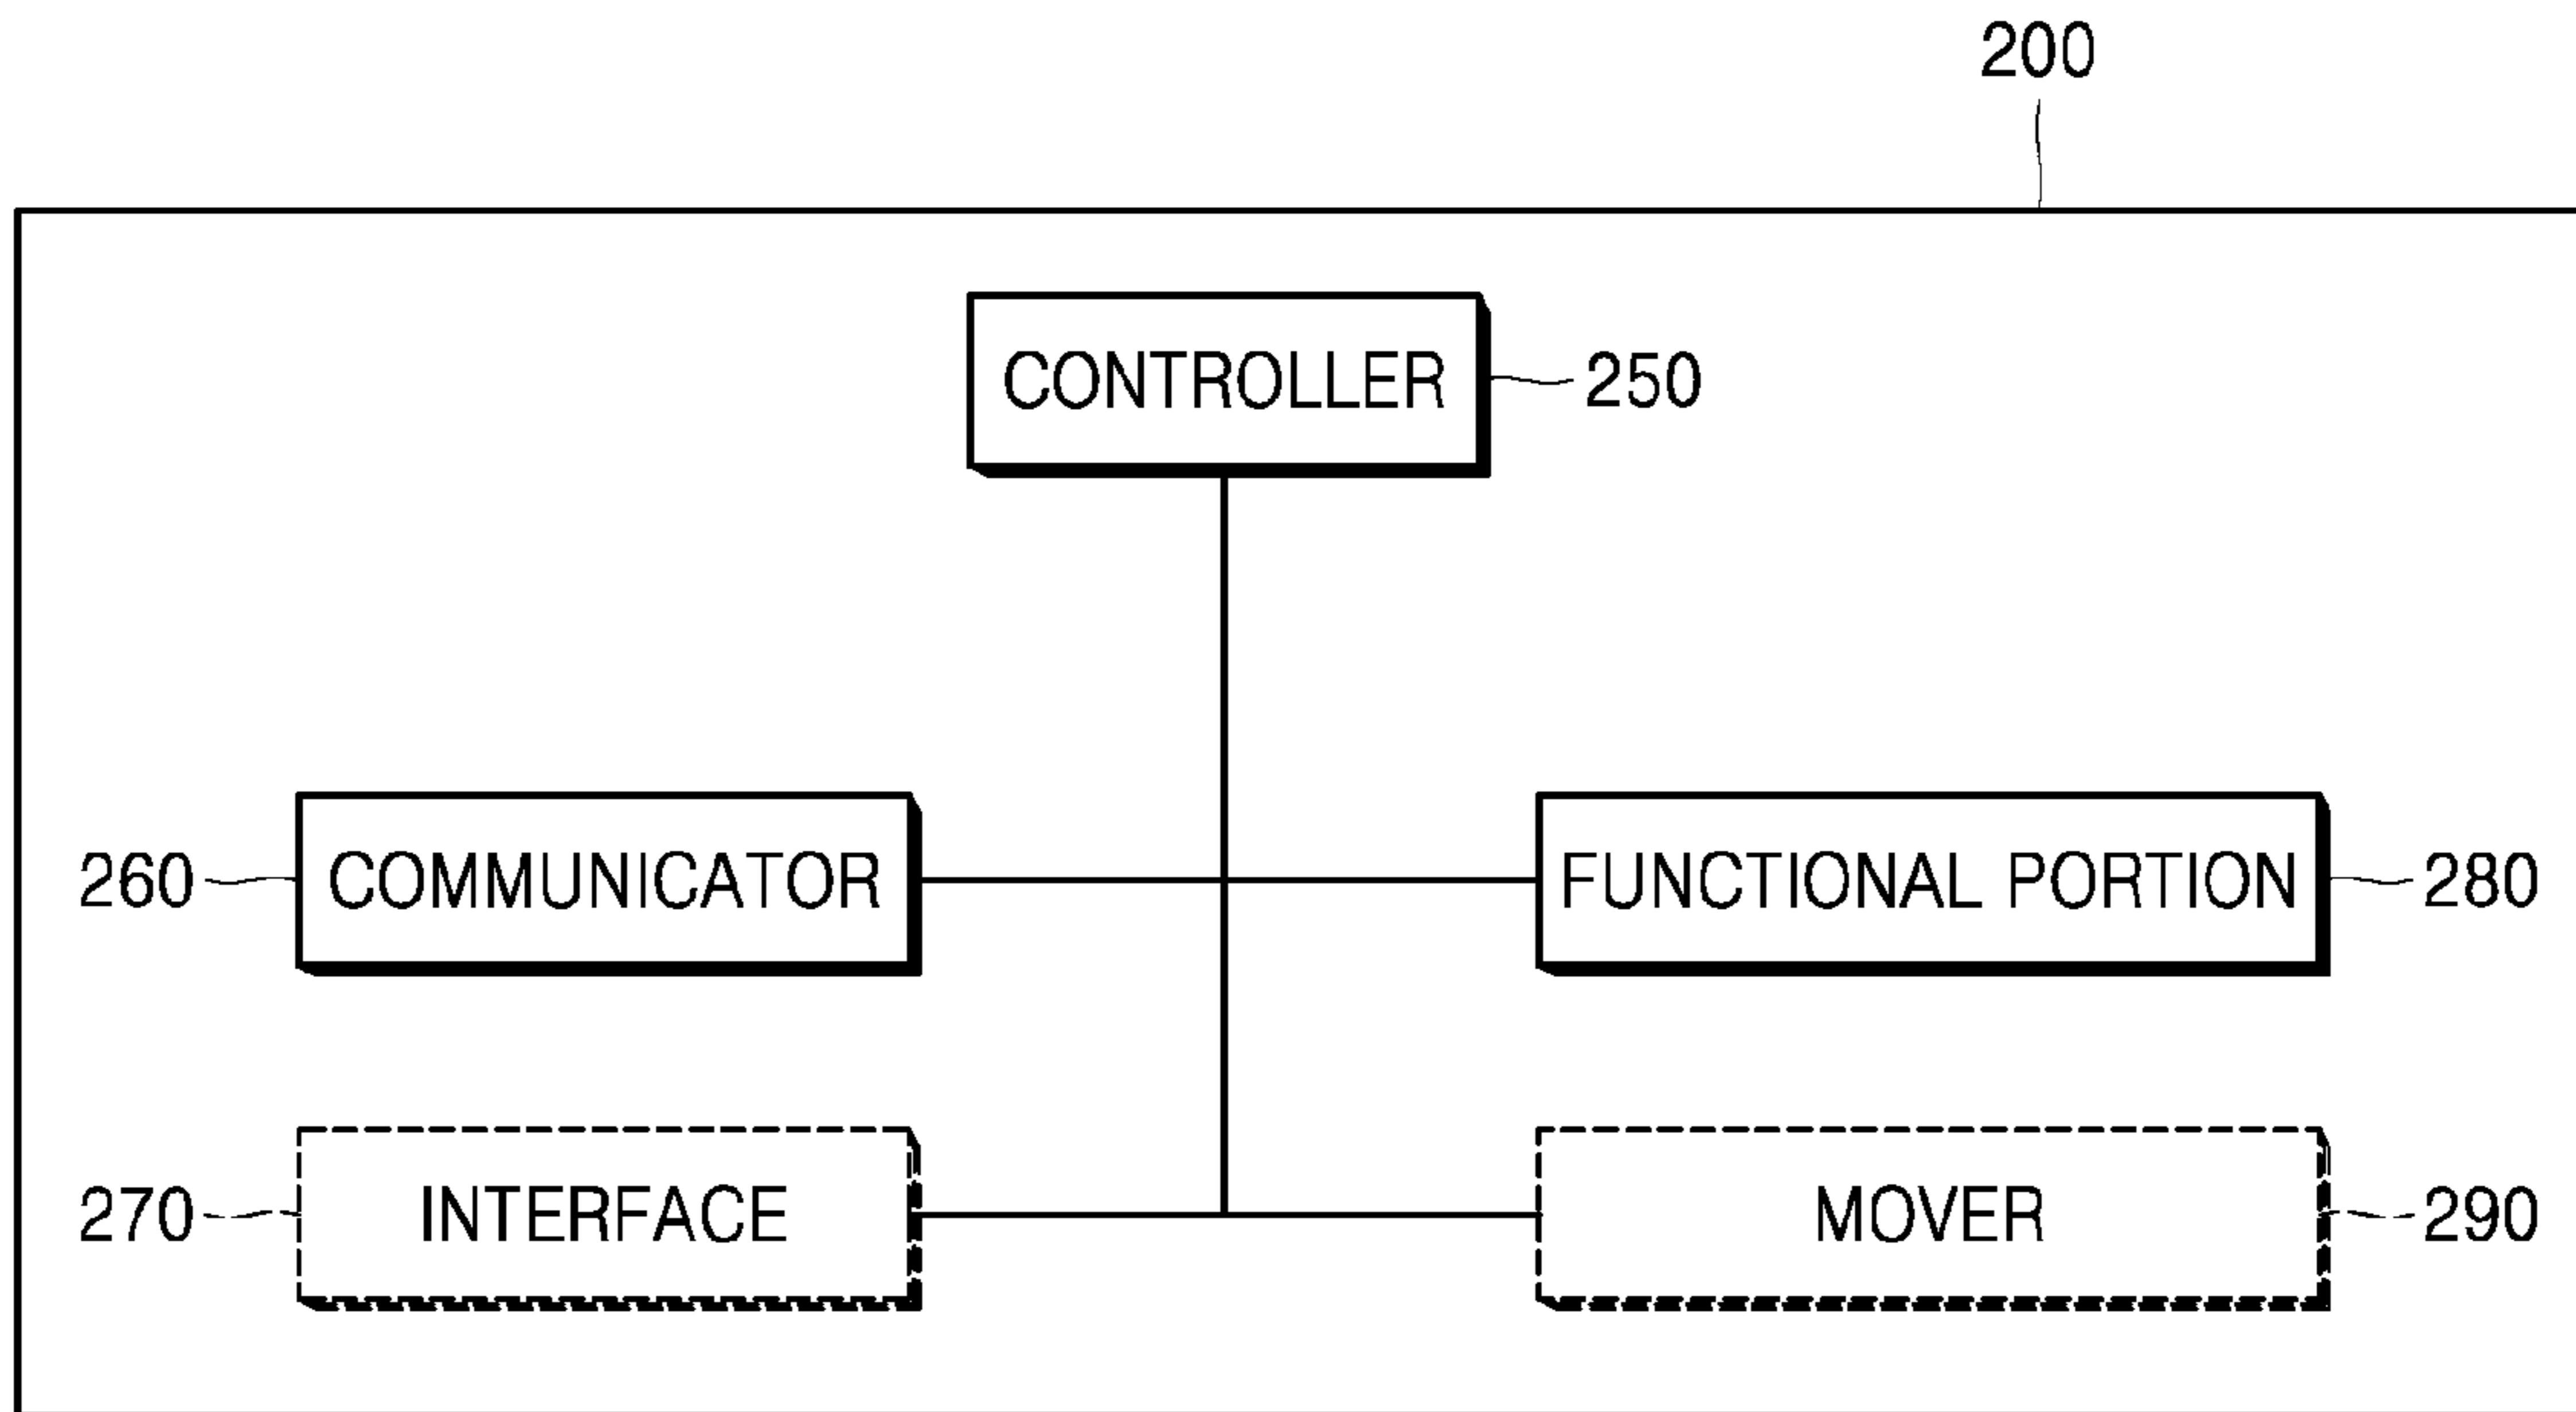 200
CONTROLLER 250
260 COMMUNICATOR FUNCTIONAL PORTION 280
270 INTERFACE MOVER 290